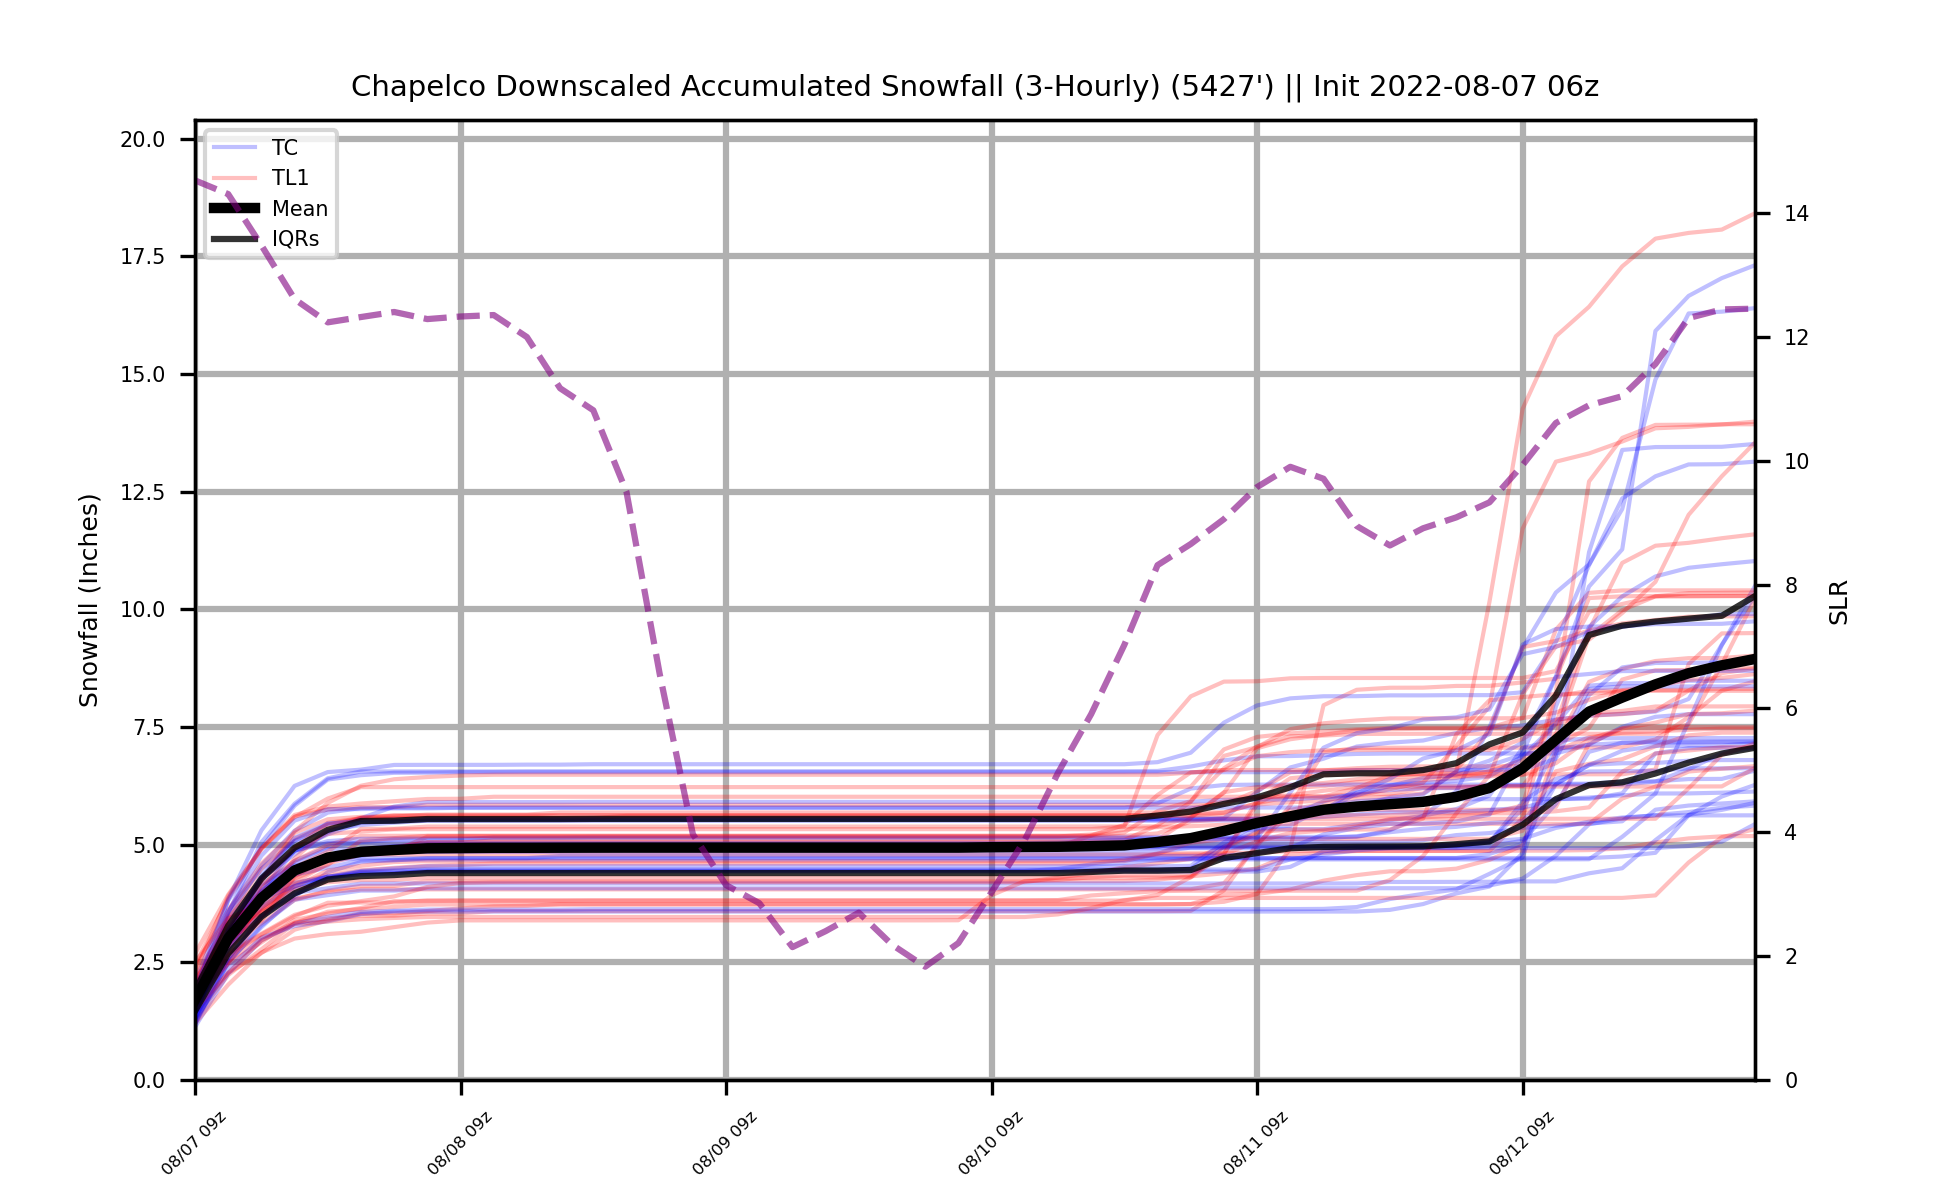 Chapelco Downscaled Accumulated Snowfall (3-Hourly) (5427') || Init 2022-08-07 06z
TC
TL1
Mean
IQRs
Snowfall (Inches)
20.0
17.5
15.0
12.5
10.0
7.5
5.0
2.5
0.0
14
12
10
8
6
4
2
0
SLR
08/07 09z
08/08 09z
08/09 09z
08/10 09z
08/11 09z
08/12 09z